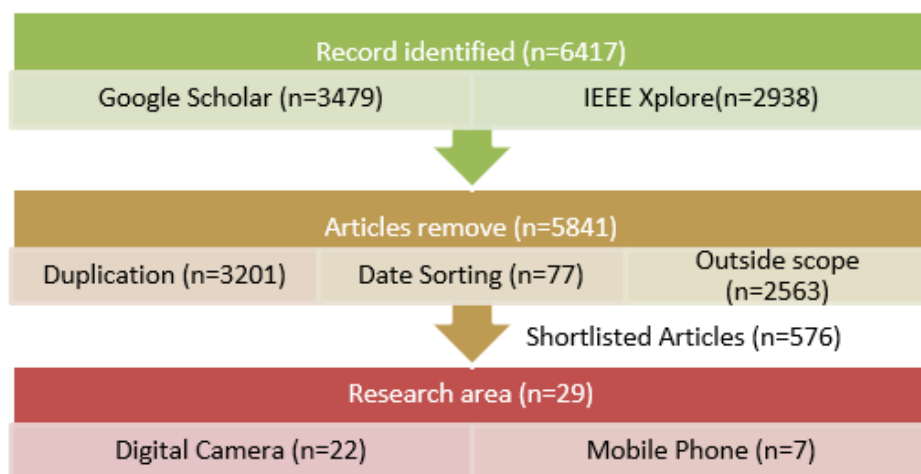 Record identified (n=6417)
Google Scholar (n=3479)
IEEE Xplore(n=2938)
Articles remove (n=5841)
Duplication (n=3201)
Date Sorting (n=77)
Outside scope
(n=2563)
Shortlisted Articles (n=576)
Research area (n=29)
Digital Camera (n=22)
Mobile Phone (n=7)